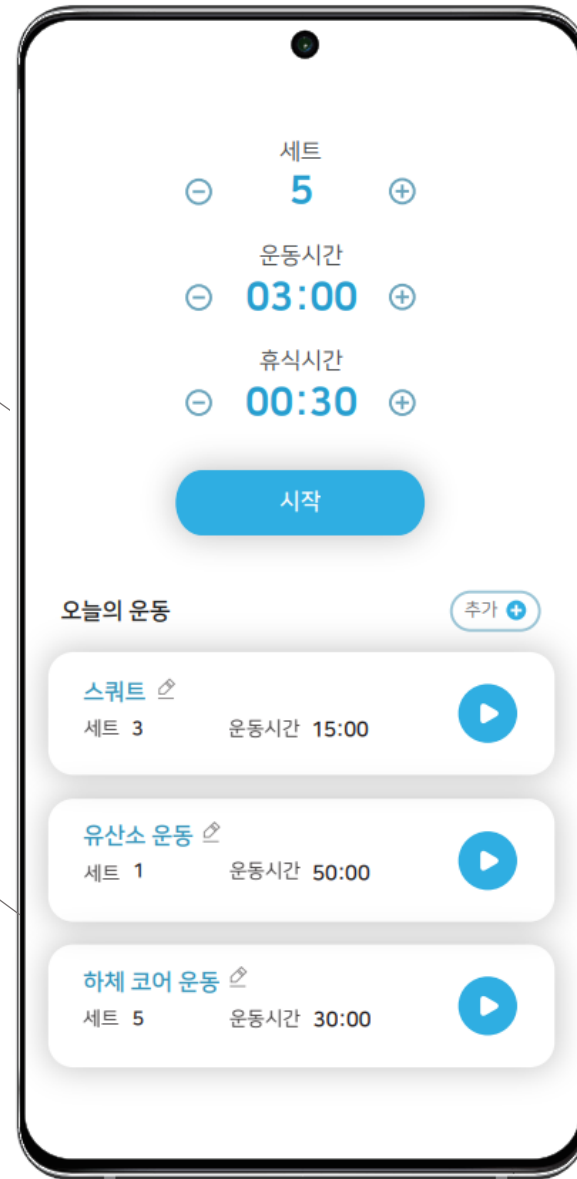 세트
5
운동시간
03:00
휴식시간
00:30
시작
오늘의 운동 추가
스쿼트
세트 3 운동시간 15:00
유산소 운동
세트 1 운동시간 50:00
하체 코어 운동
세트 5 운동시간 30:00